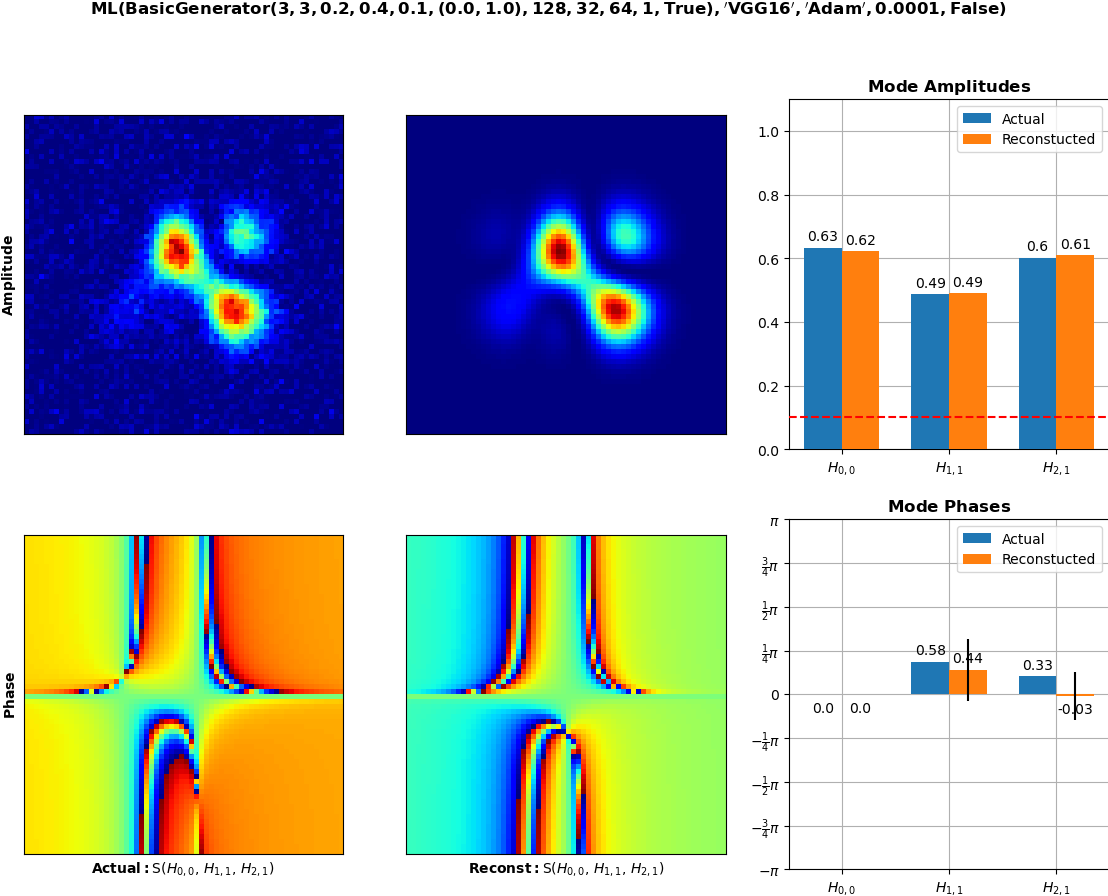 ML(BasicGenerator(3, 3, 0.2, 0.4, 0.1, (0.0, 1.0), 128, 32, 64, 1, True), ′VGG16′, ′Adam′, 0.0001, False)
Amplitude
Mode Amplitudes
Actual
Reconstucted
1.0
0.8
0.6
0.4
0.2
0.0
0.63
0.62
0.49
0.49
0.6
0.61
H0,0
H1,1
H2,1
Phase
Actual: S(H0,0, H1,1, H2,1)
Reconst: S(H0,0, H1,1, H2,1)
Mode Phases
Actual
Reconstucted
π
3/4π
1/2π
1/4π
0
−1/4π
−1/2π
−3/4π
−π
0.0
0.0
0.58
0.44
0.33
-0.03
H0,0
H1,1
H2,1